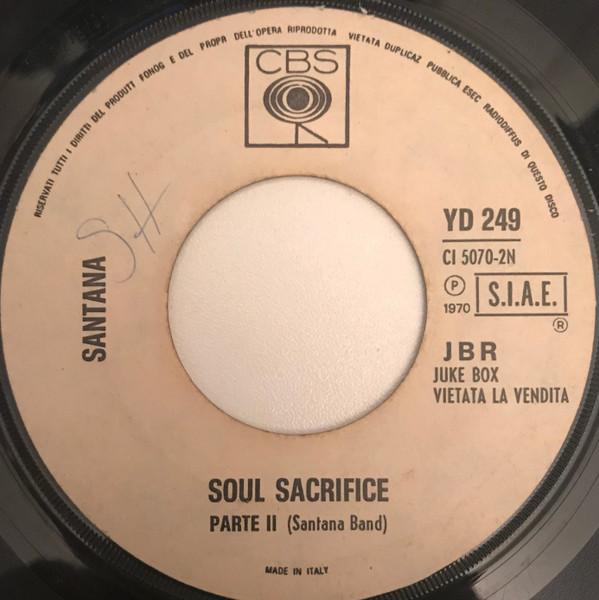 RISERVATI TUTTI I DIRITTI DEL PRODUTT FONOG E DEL PROPR DELL'OPERA RIPRODOTTA VIETATA DUPLICAZ PUBBLICA ESEC RADIODIFFUS DI QUESTO DISCO
CBS
SH
SANTANA
YD 249
CI 5070-2N
P
1970
S.I.A.E.
®
JBR
JUKE BOX
VIETATA LA VENDITA
SOUL SACRIFICE
PARTE II (Santana Band)
MADE IN ITALY